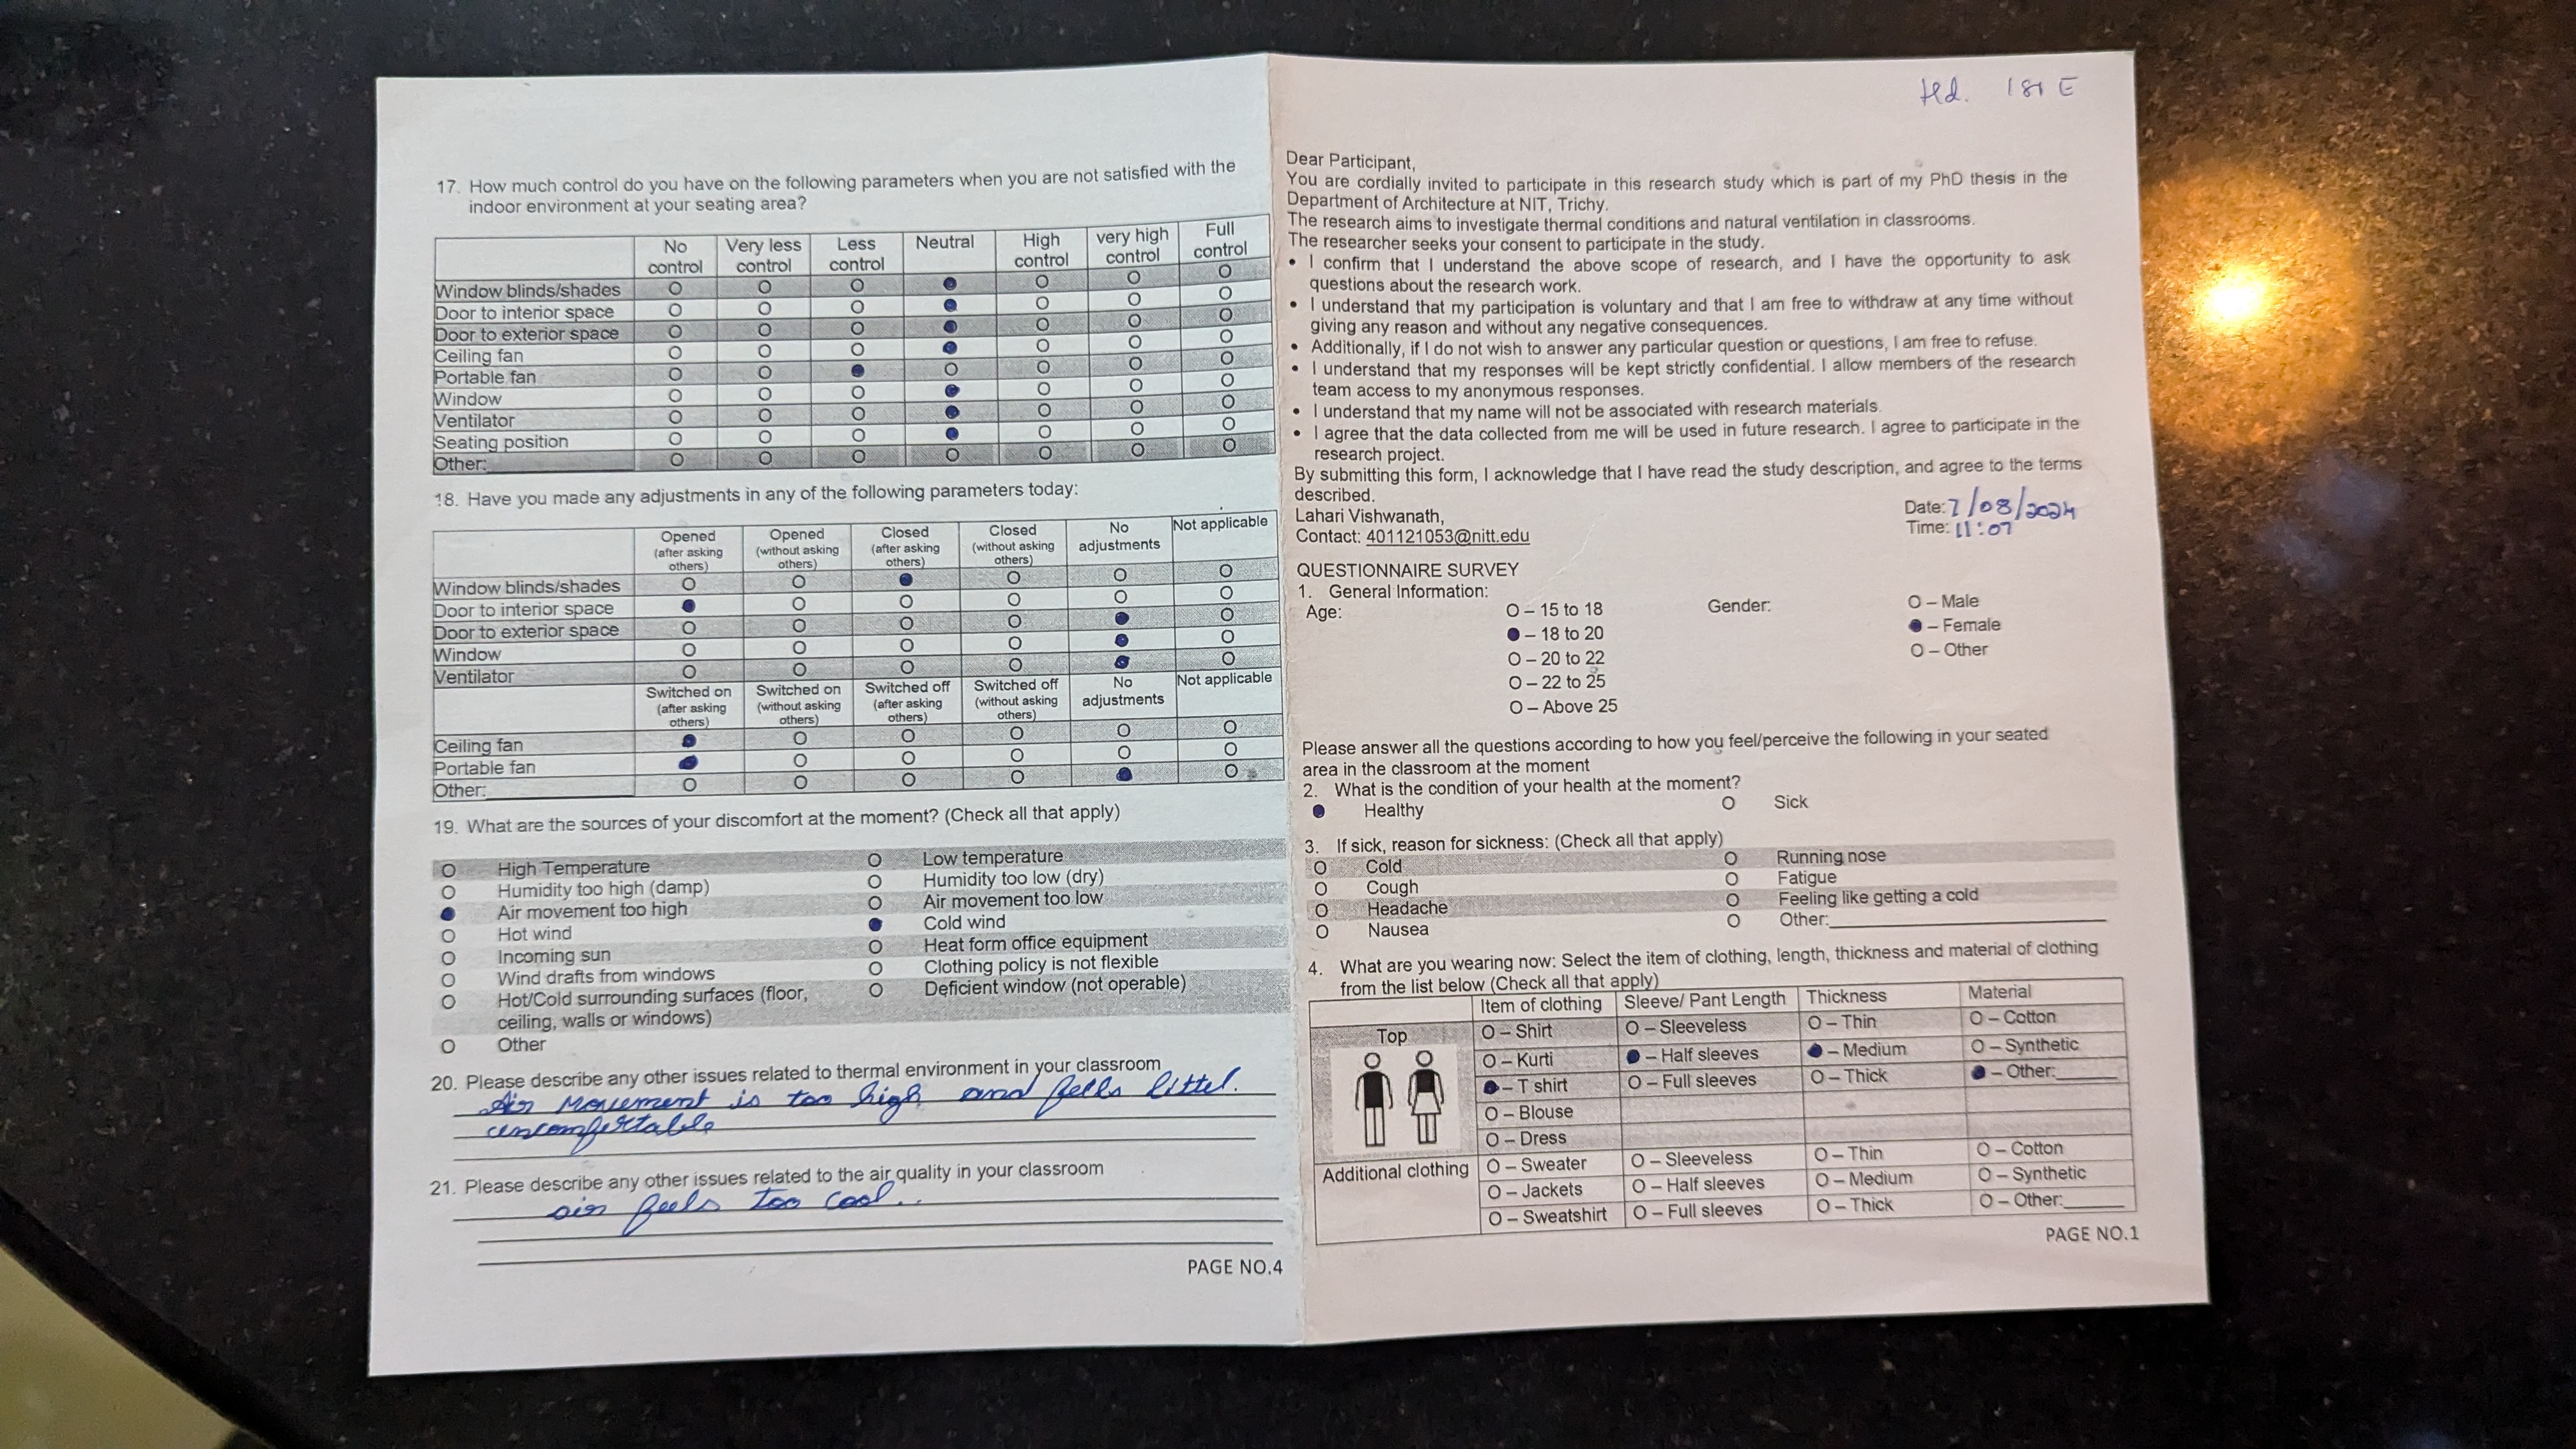 17. How much control do you have on the following parameters when you are not satisfied with the
indoor environment at your seating area?
No control Very less control Less control Neutral High control very high control Full control
Window blinds/shades O O O ● O O O
Door to interior space O O O ● O O O
Door to exterior space O O O ● O O O
Ceiling fan O O O ● O O O
Portable fan O O ● O O O O
Window O O O ● O O O
Ventilator O O O ● O O O
Seating position O O O ● O O O
Other: O O O O O O O
18. Have you made any adjustments in any of the following parameters today:
Opened (after asking others) Opened (without asking others) Closed (after asking others) Closed (without asking others) No adjustments Not applicable
Window blinds/shades O O ● O O O
Door to interior space ● O O O O O
Door to exterior space O O O O ● O
Window O O O O ● O
Ventilator O O O O ● O
Switched on (after asking others) Switched on (without asking others) Switched off (after asking others) Switched off (without asking others) No adjustments Not applicable
Ceiling fan ● O O O O O
Portable fan ● O O O O O
Other: O O O O ● O
19. What are the sources of your discomfort at the moment? (Check all that apply)
O High Temperature O Low temperature
O Humidity too high (damp) O Humidity too low (dry)
● Air movement too high O Air movement too low
O Hot wind ● Cold wind
O Incoming sun O Heat form office equipment
O Wind drafts from windows O Clothing policy is not flexible
O Hot/Cold surrounding surfaces (floor, O Deficient window (not operable)
ceiling, walls or windows)
O Other
20. Please describe any other issues related to thermal environment in your classroom
Air Movement is too high and fells littel.
uncomfertable
21. Please describe any other issues related to the air quality in your classroom
air feels too cool..
PAGE NO.4
181 E
Dear Participant,
You are cordially invited to participate in this research study which is part of my PhD thesis in the
Department of Architecture at NIT, Trichy.
The research aims to investigate thermal conditions and natural ventilation in classrooms.
The researcher seeks your consent to participate in the study.
• I confirm that I understand the above scope of research, and I have the opportunity to ask
questions about the research work.
• I understand that my participation is voluntary and that I am free to withdraw at any time without
giving any reason and without any negative consequences.
• Additionally, if I do not wish to answer any particular question or questions, I am free to refuse.
• I understand that my responses will be kept strictly confidential. I allow members of the research
team access to my anonymous responses.
• I understand that my name will not be associated with research materials.
• I agree that the data collected from me will be used in future research. I agree to participate in the
research project.
By submitting this form, I acknowledge that I have read the study description, and agree to the terms
described.
Lahari Vishwanath, Date: 7/08/2024
Contact: 401121053@nitt.edu Time: 11:07
QUESTIONNAIRE SURVEY
1. General Information:
Age: O – 15 to 18 Gender: O – Male
● – 18 to 20 ● – Female
O – 20 to 22 O – Other
O – 22 to 25
O – Above 25
Please answer all the questions according to how you feel/perceive the following in your seated
area in the classroom at the moment
2. What is the condition of your health at the moment?
● Healthy O Sick
3. If sick, reason for sickness: (Check all that apply)
O Cold O Running nose
O Cough O Fatigue
O Headache O Feeling like getting a cold
O Nausea O Other:
4. What are you wearing now: Select the item of clothing, length, thickness and material of clothing
from the list below (Check all that apply)
Item of clothing Sleeve/ Pant Length Thickness Material
Top O – Shirt O – Sleeveless O – Thin O – Cotton
O – Kurti ● – Half sleeves ● – Medium O – Synthetic
● – T shirt O – Full sleeves O – Thick ● – Other:
O – Blouse
O – Dress
Additional clothing O – Sweater O – Sleeveless O – Thin O – Cotton
O – Jackets O – Half sleeves O – Medium O – Synthetic
O – Sweatshirt O – Full sleeves O – Thick O – Other:
PAGE NO.1